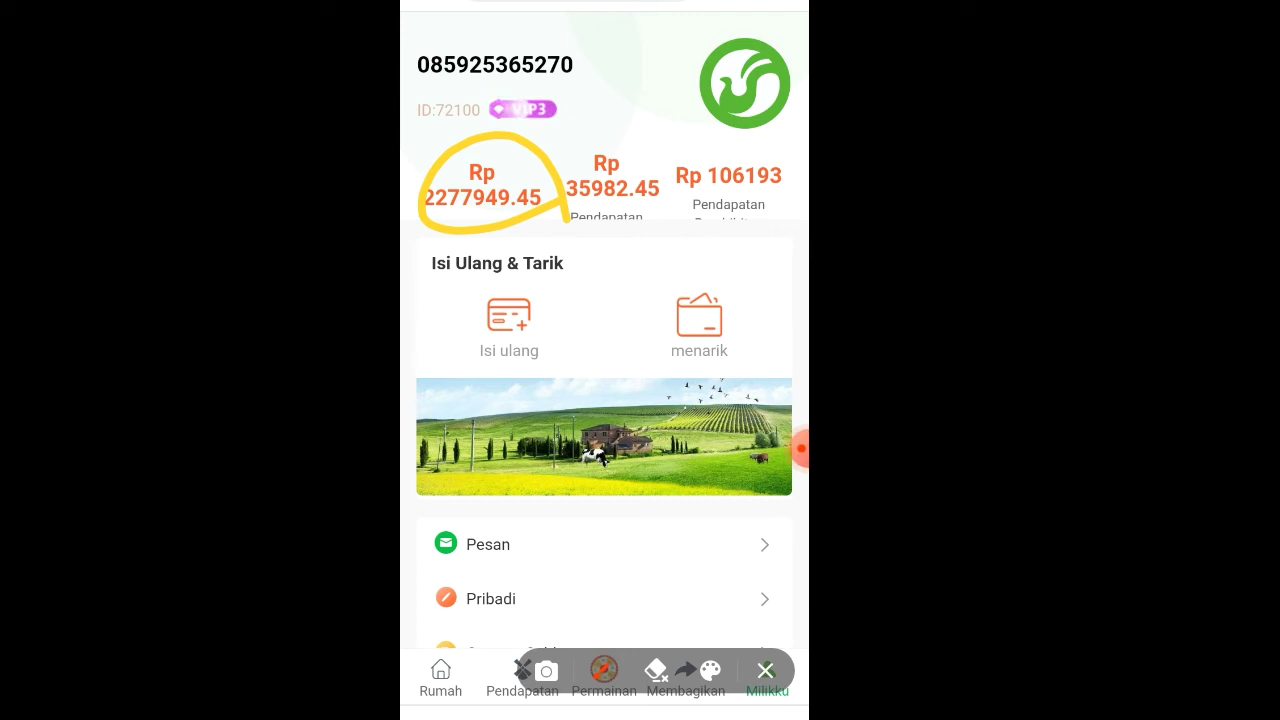 085925365270
ID:72100 VIP3
Rp
2277949.45
Rp
35982.45
Rp 106193
Pendapatan
Pendapatan
Isi Ulang & Tarik
Isi ulang
menarik
Pesan
Pribadi
Rumah
Pendapatan
Permainan
Membagikan
Milikku